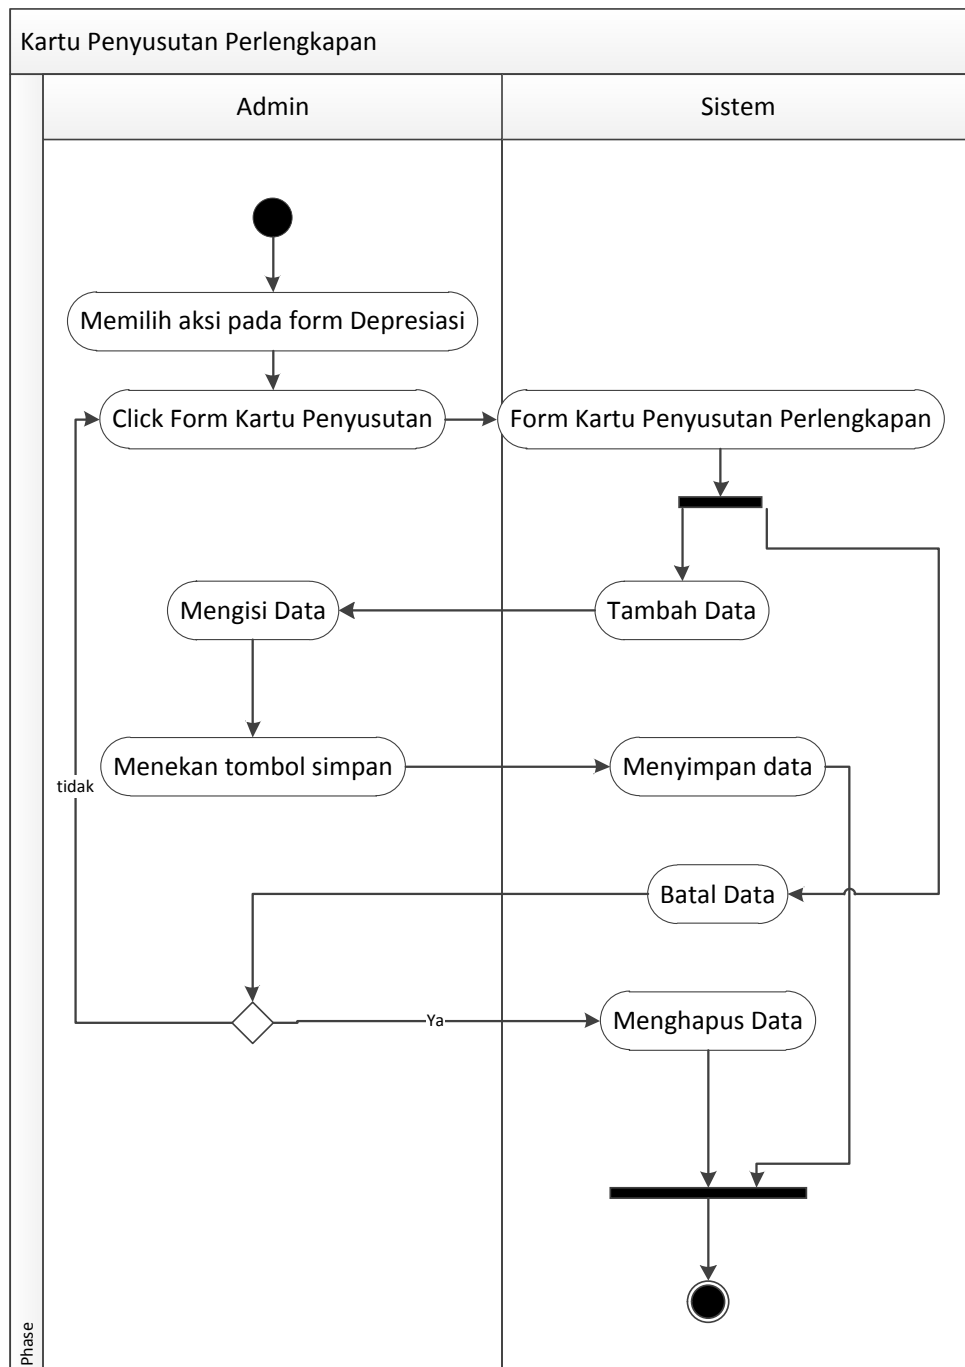 Kartu Penyusutan Perlengkapan
Admin
Sistem
Memilih aksi pada form Depresiasi
Click Form Kartu Penyusutan
Form Kartu Penyusutan Perlengkapan
Mengisi Data
Tambah Data
Menekan tombol simpan
Menyimpan data
tidak
Batal Data
Ya
Menghapus Data
Phase